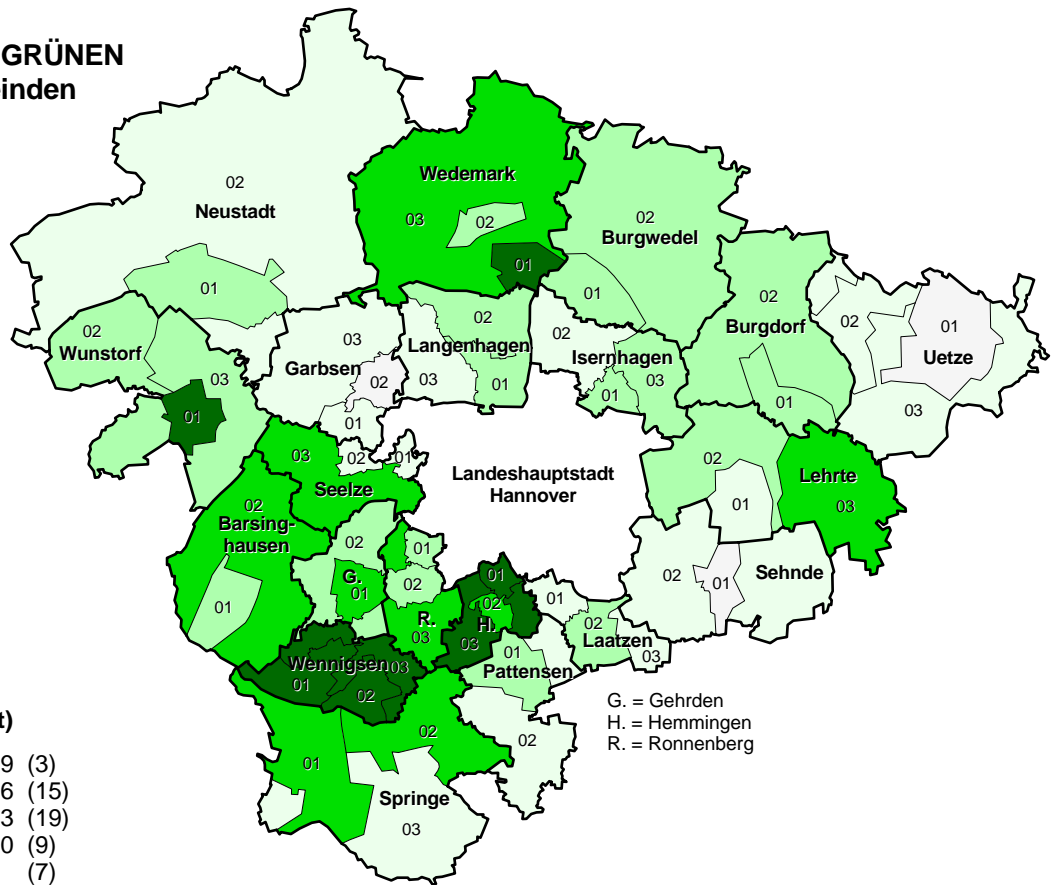 GRÜNEN
inden
Wedemark
02
03
02
Neustadt
02
Burgwedel
01
01
01
02
02
Burgdorf
02
01
02
Wunstorf
03
02
02
Uetze
Langenhagen
Isernhagen
Garbsen
03
03
02
03
01
01
01
03
01
01
02
03
02
01
Landeshauptstadt
Hannover
Lehrte
Seelze
02
01
03
Barsing-
hausen
02
01
G.
01
02
02
01
Sehnde
01
01
02
01
R.
H.
03
03
02
Laatzen
01
03
Wennigsen
03
01
02
Pattensen
G. = Gehrden
H. = Hemmingen
R. = Ronnenberg
t)
02
01
02
9 (3)
6 (15)
Springe
3 (19)
03
0 (9)
(7)